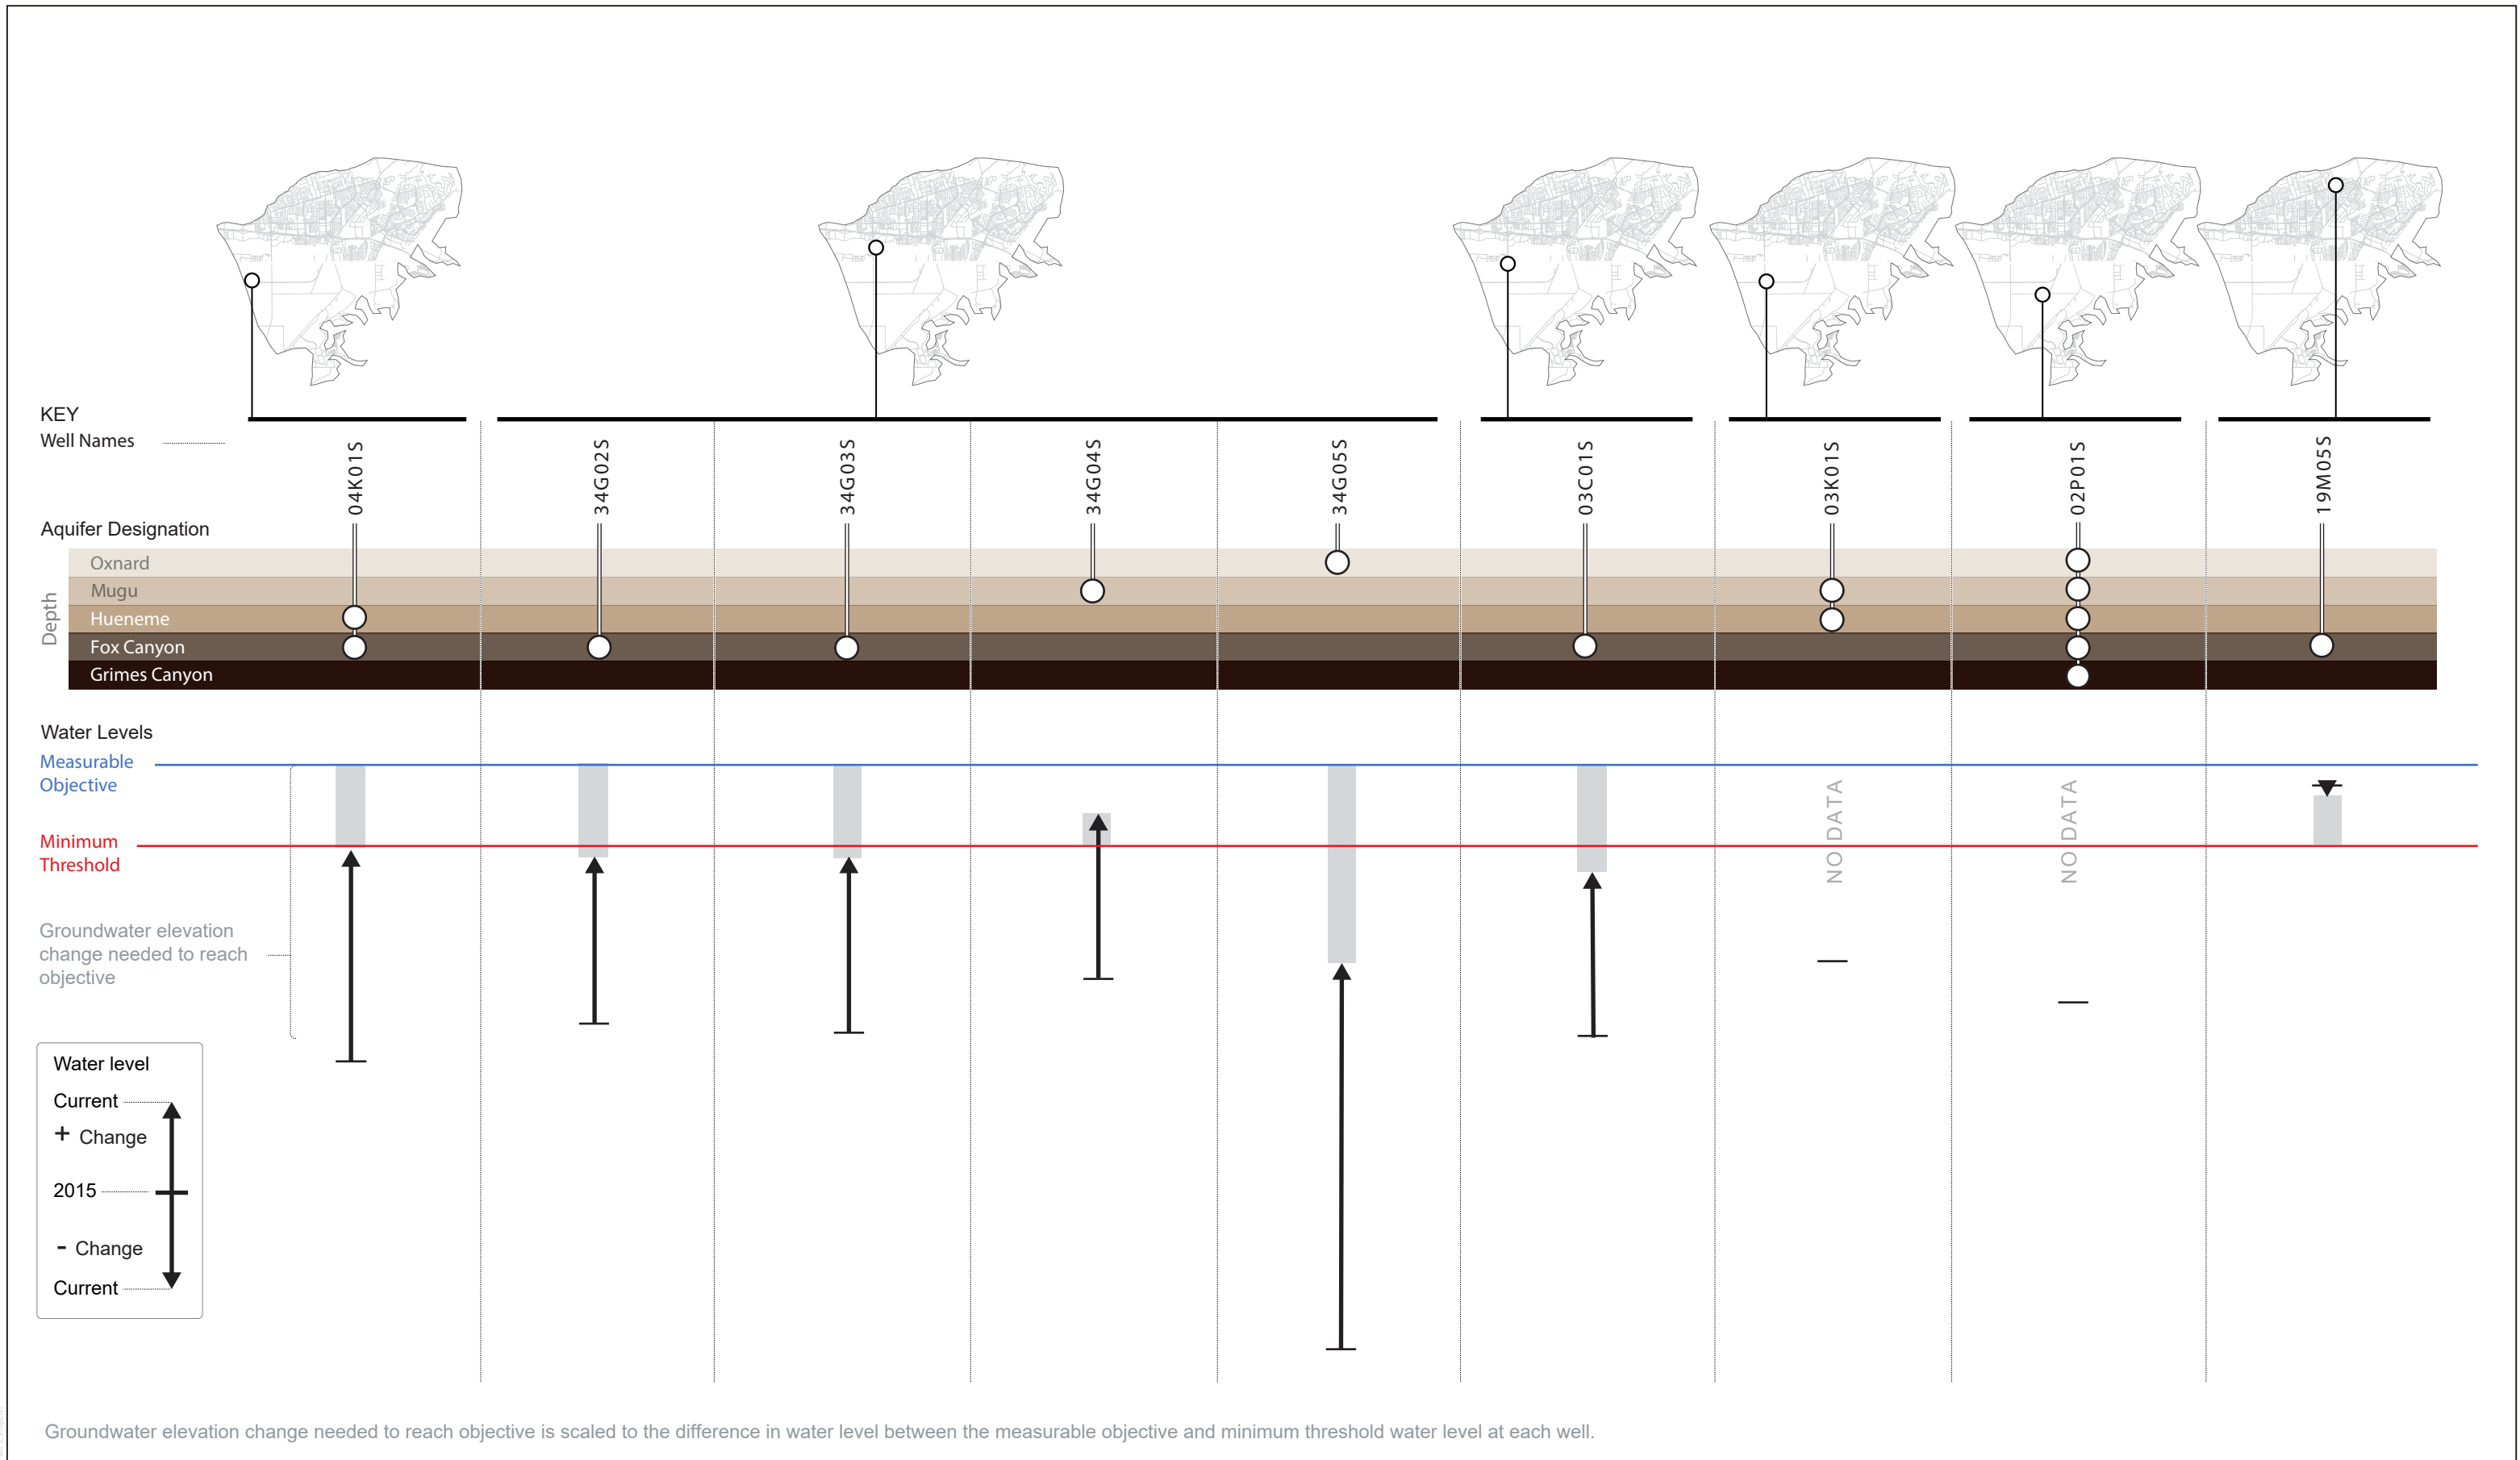 KEY
Well Names
04K01S
34G02S
34G03S
34G04S
34G05S
03C01S
03K01S
02P01S
19M05S
Aquifer Designation
Depth
Oxnard
Mugu
Hueneme
Fox Canyon
Grimes Canyon
Water Levels
Measurable
Objective
Minimum
Threshold
NO DATA
NO DATA
Groundwater elevation
change needed to reach
objective
Water level
Current
+ Change
2015
- Change
Current
Groundwater elevation change needed to reach objective is scaled to the difference in water level between the measurable objective and minimum threshold water level at each well.